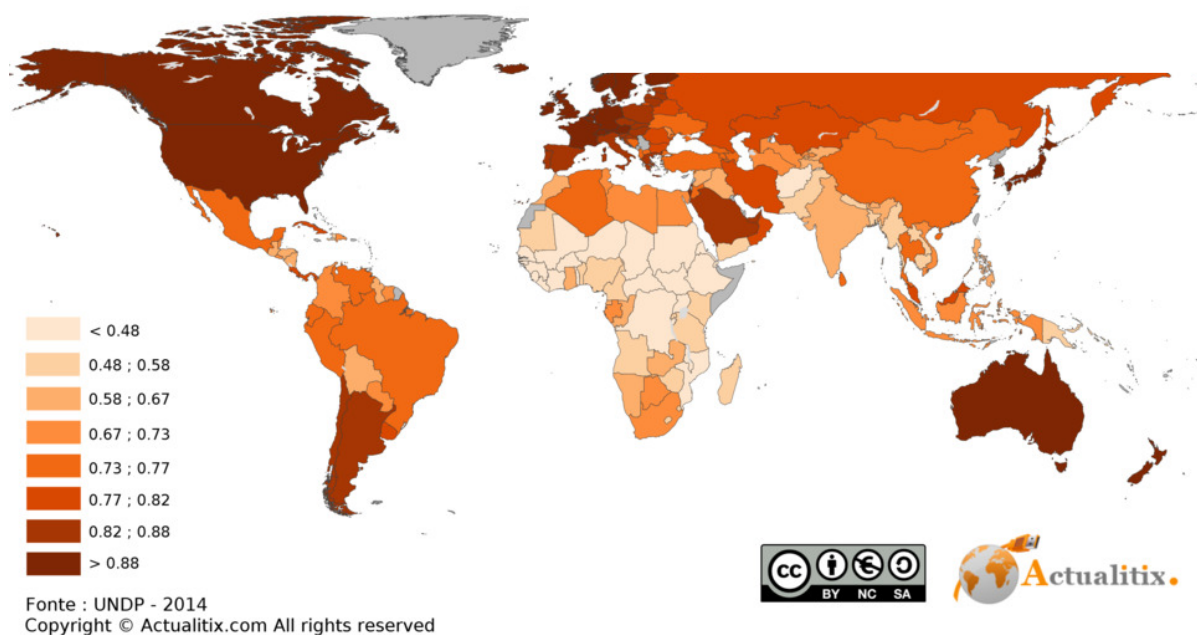 < 0.48
0.48 ; 0.58
0.58 ; 0.67
0.67 ; 0.73
0.73 ; 0.77
0.77 ; 0.82
0.82 ; 0.88
> 0.88
cc
BY NC SA
Actualitix.
Fonte : UNDP - 2014
Copyright © Actualitix.com All rights reserved